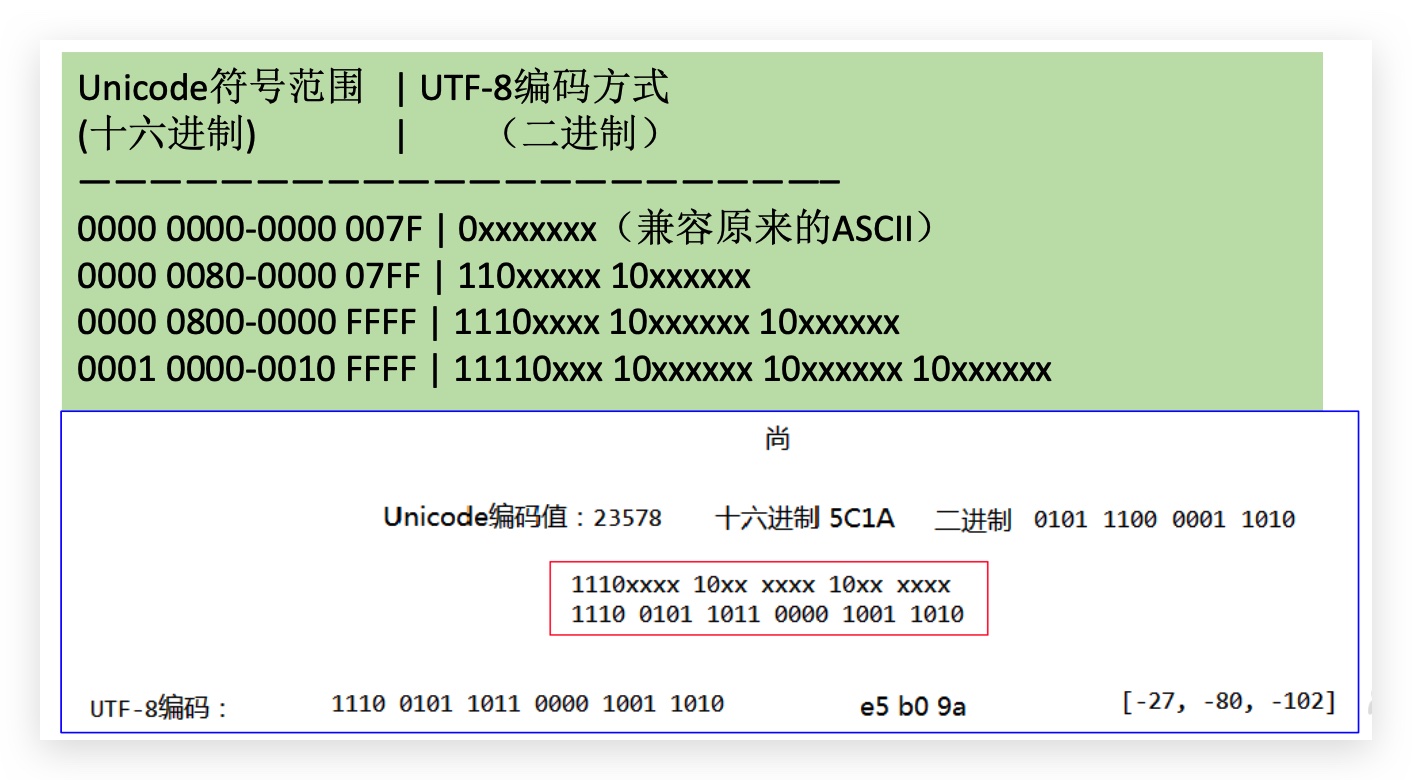 Unicode符号范围 | UTF-8编码方式
(十六进制) | （二进制）
——————————————————————–
0000 0000-0000 007F | 0xxxxxxx（兼容原来的ASCII）
0000 0080-0000 07FF | 110xxxxx 10xxxxxx
0000 0800-0000 FFFF | 1110xxxx 10xxxxxx 10xxxxxx
0001 0000-0010 FFFF | 11110xxx 10xxxxxx 10xxxxxx 10xxxxxx
尚
Unicode编码值：23578 十六进制 5C1A 二进制 0101 1100 0001 1010
1110xxxx 10xx xxxx 10xx xxxx
1110 0101 1011 0000 1001 1010
UTF-8编码： 1110 0101 1011 0000 1001 1010 e5 b0 9a [-27, -80, -102]